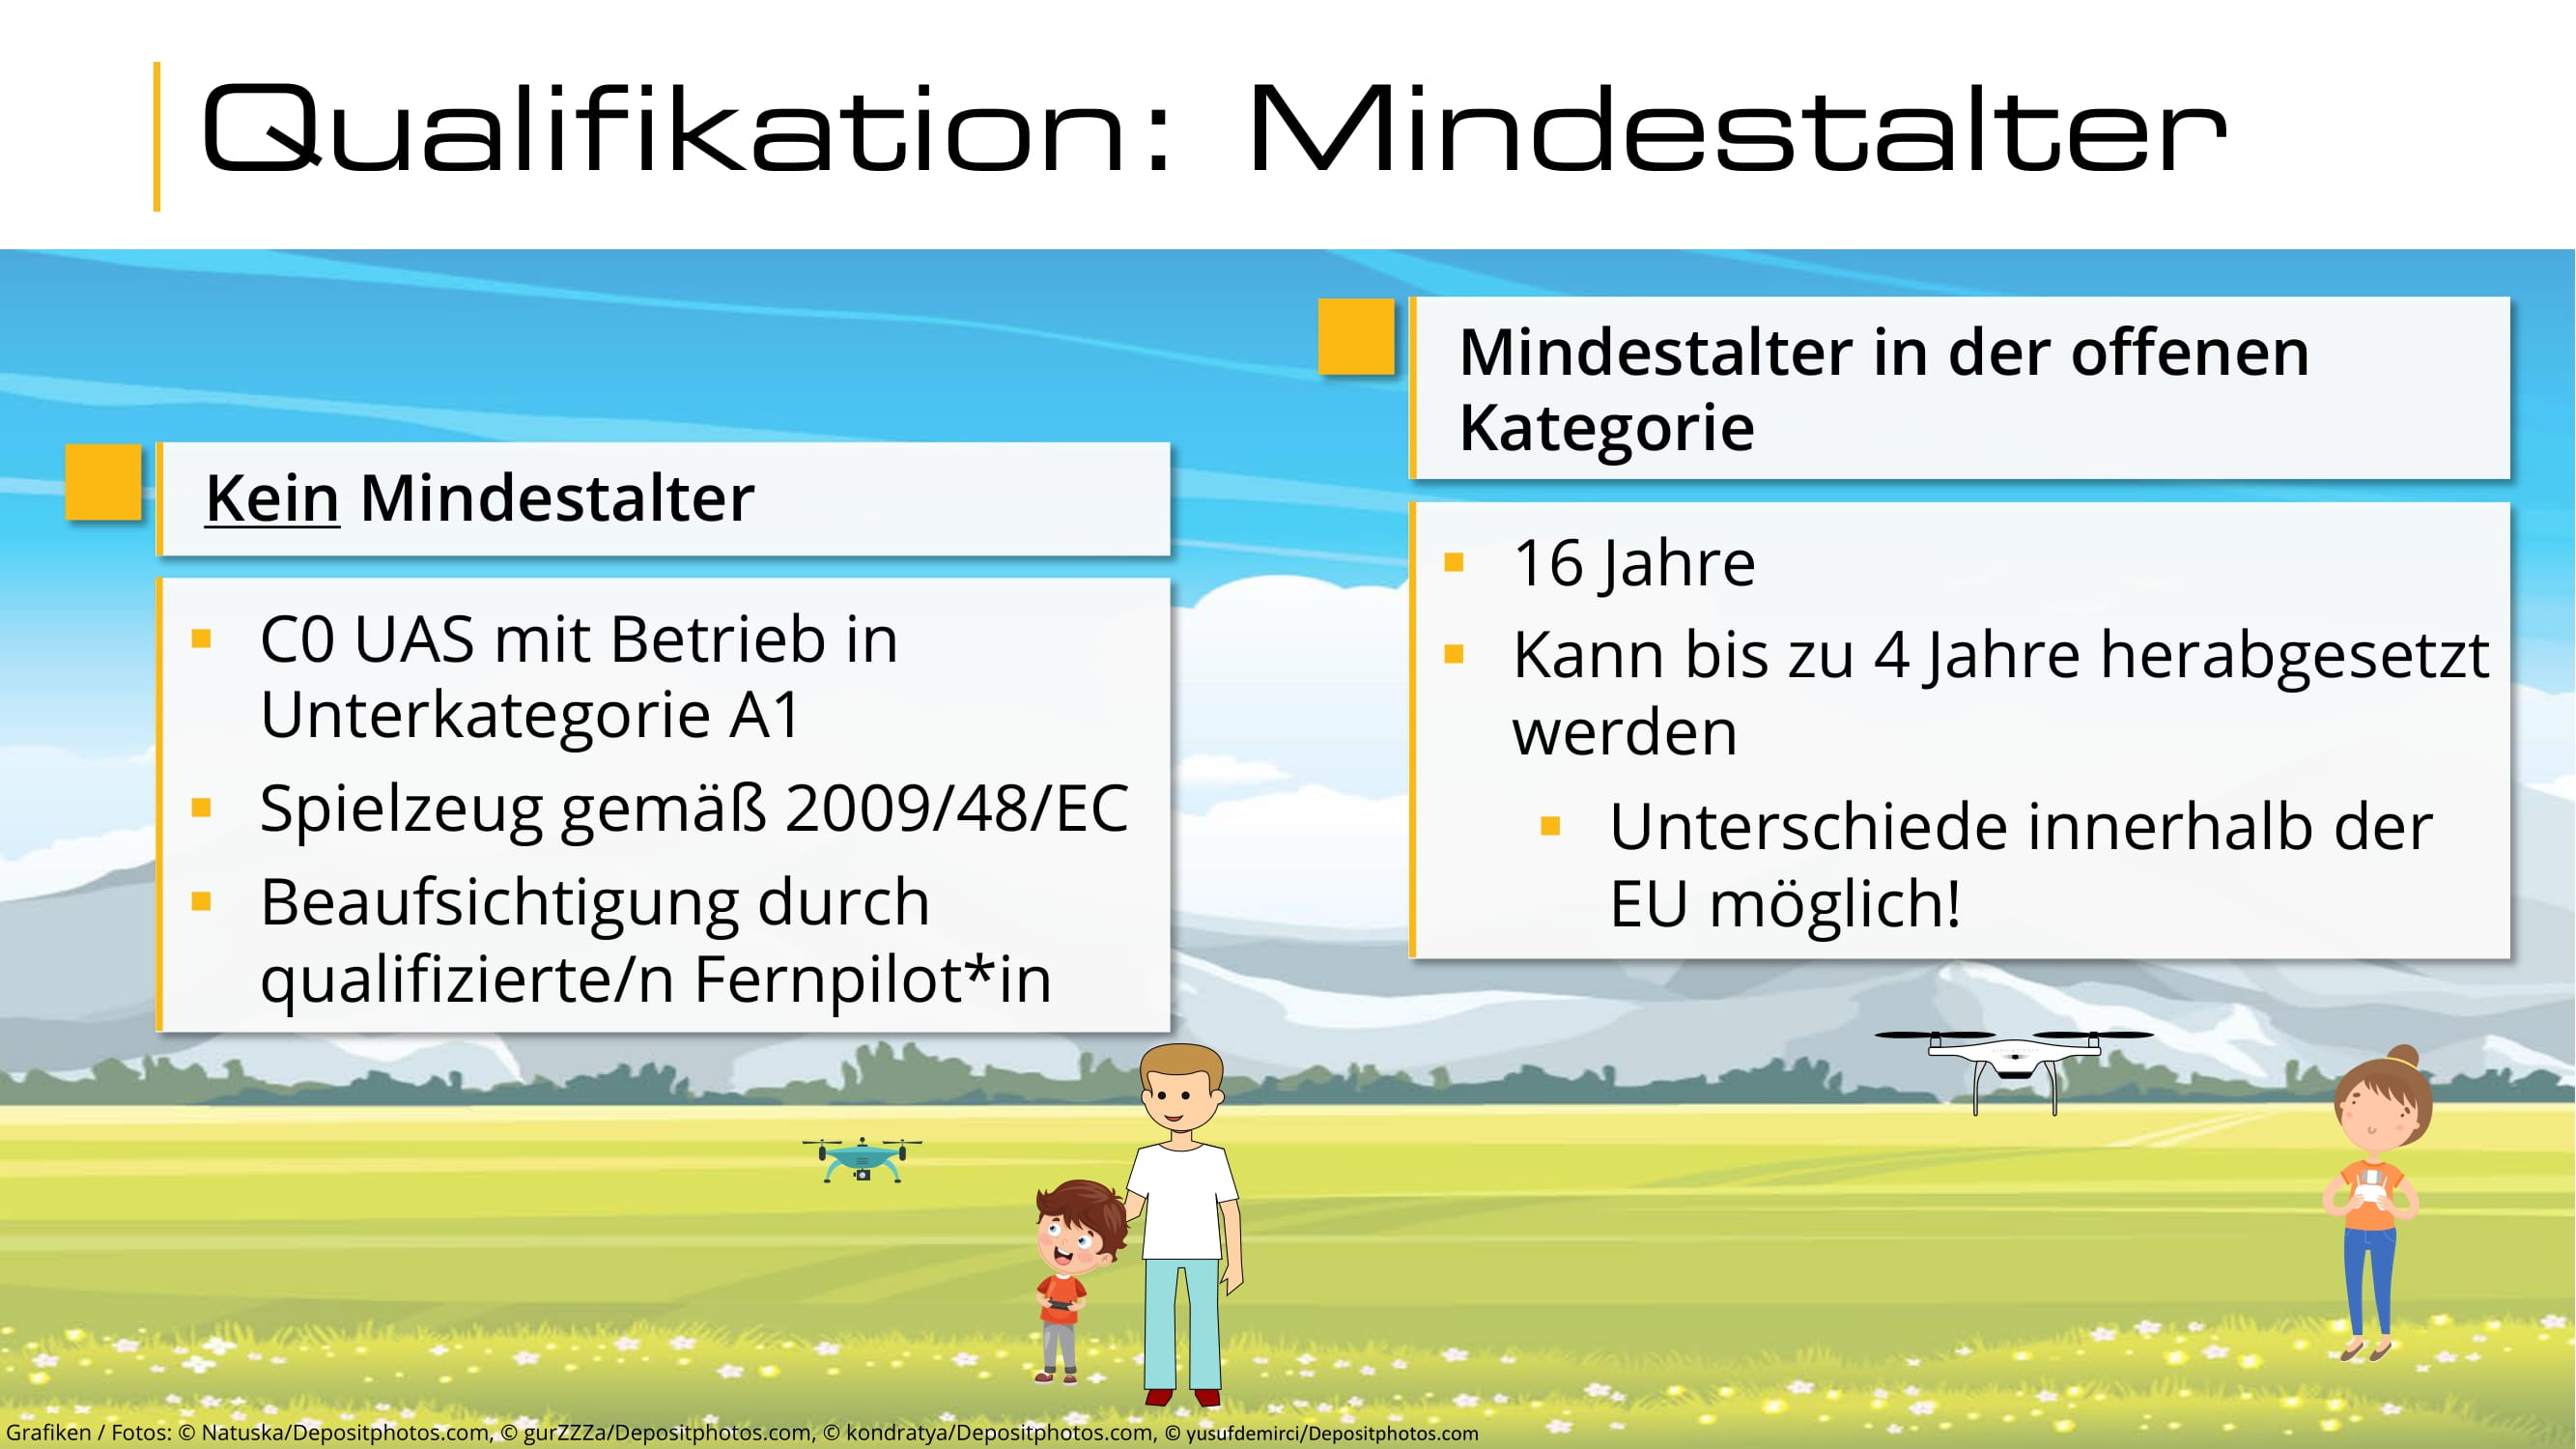 Qualifikation: Mindestalter
Kein Mindestalter
C0 UAS mit Betrieb in
Unterkategorie A1
Spielzeug gemäß 2009/48/EC
Beaufsichtigung durch
qualifizierte/n Fernpilot*in
Mindestalter in der offenen
Kategorie
16 Jahre
Kann bis zu 4 Jahre herabgesetzt
werden
Unterschiede innerhalb der
EU möglich!
Grafiken / Fotos: © Natuska/Depositphotos.com, © gurZZZa/Depositphotos.com, © kondratya/Depositphotos.com, © yusufdemirci/Depositphotos.com